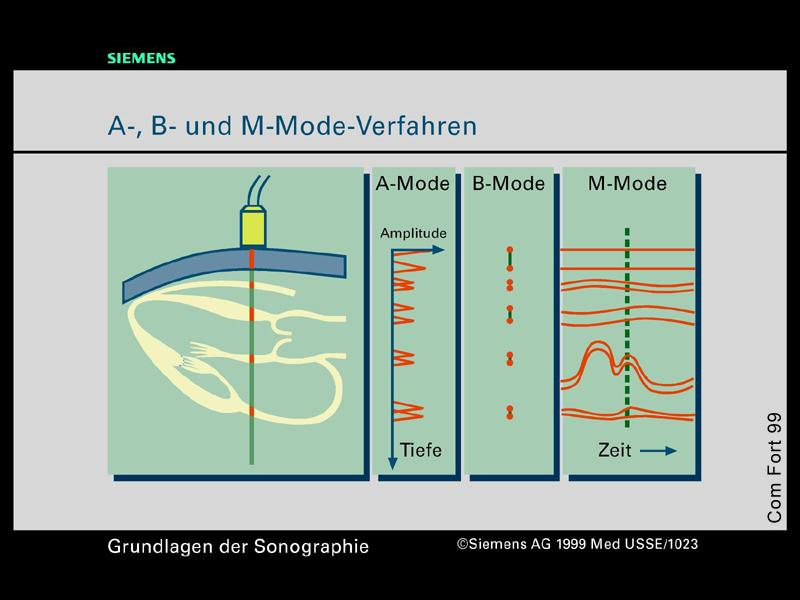 SIEMENS
A-, B- und M-Mode-Verfahren
A-Mode
B-Mode
M-Mode
Amplitude
Tiefe
Zeit
Com Fort 99
Grundlagen der Sonographie
©Siemens AG 1999 Med USSE/1023